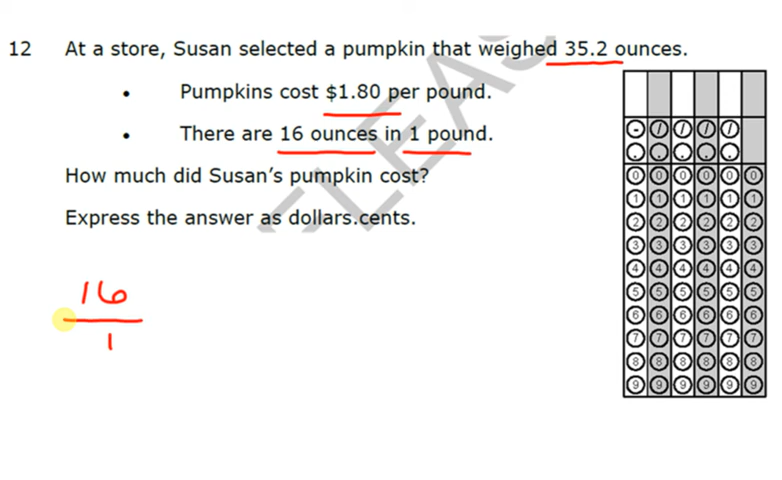 12 At a store, Susan selected a pumpkin that weighed 35.2 ounces.
• Pumpkins cost $1.80 per pound.
• There are 16 ounces in 1 pound.
How much did Susan's pumpkin cost?
Express the answer as dollars.cents.
16
1
- / / / /
. . . . .
0 0 0 0 0 0
1 1 1 1 1 1
2 2 2 2 2 2
3 3 3 3 3 3
4 4 4 4 4 4
5 5 5 5 5 5
6 6 6 6 6 6
7 7 7 7 7 7
8 8 8 8 8 8
9 9 9 9 9 9